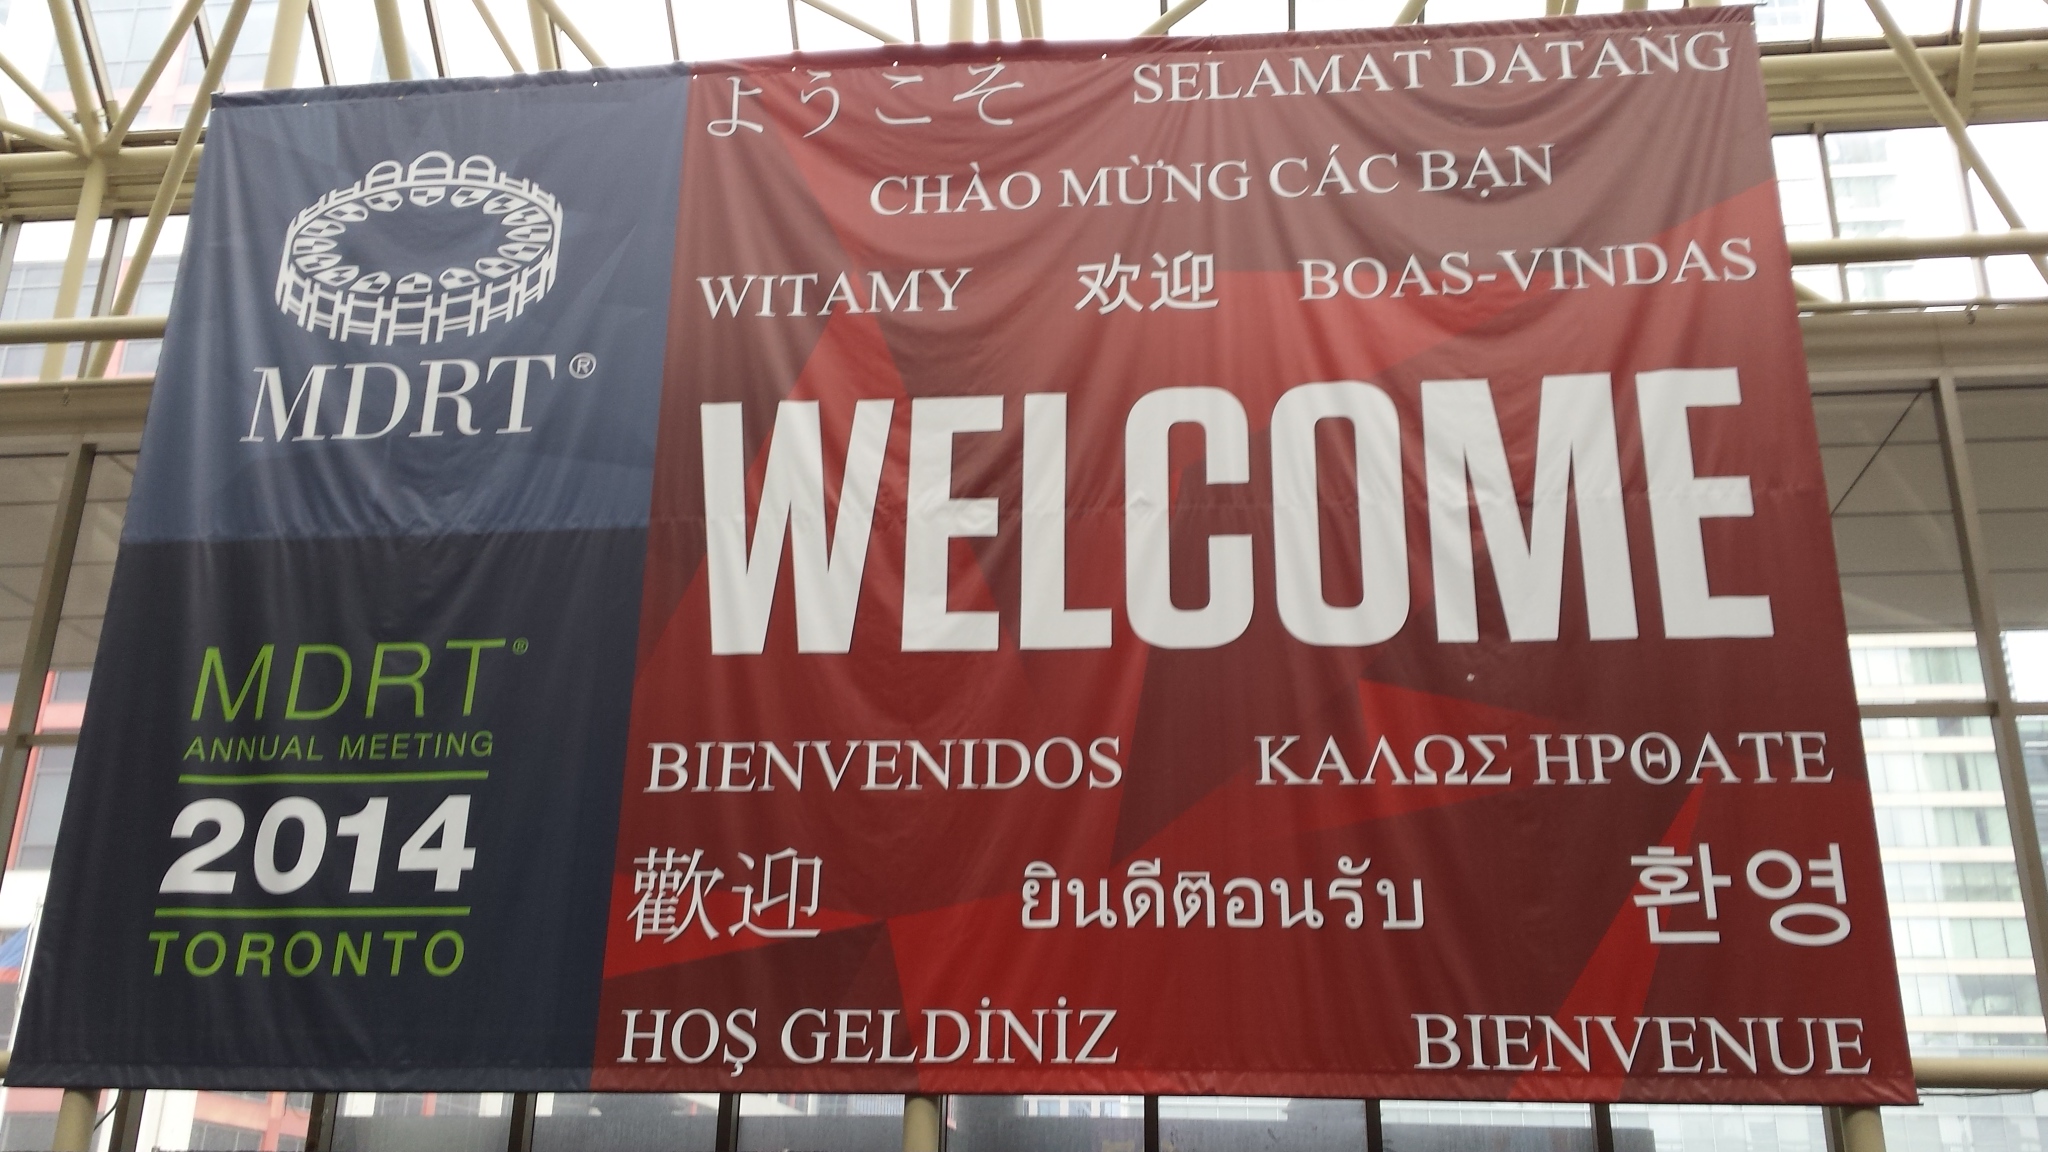 MDRT®
MDRT®
ANNUAL MEETING
2014
TORONTO
ようこそ SELAMAT DATANG
CHÀO MỪNG CÁC BẠN
WITAMY 欢迎 BOAS-VINDAS
WELCOME
BIENVENIDOS ΚΑΛΩΣ ΗΡΘΑΤΕ
歡迎 ยินดีต้อนรับ 환영
HOŞ GELDİNİZ BIENVENUE